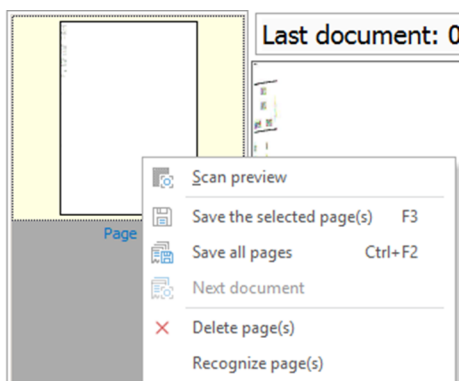 Last document: 0
Page
Scan preview
Save the selected page(s) F3
Save all pages Ctrl+F2
Next document
Delete page(s)
Recognize page(s)